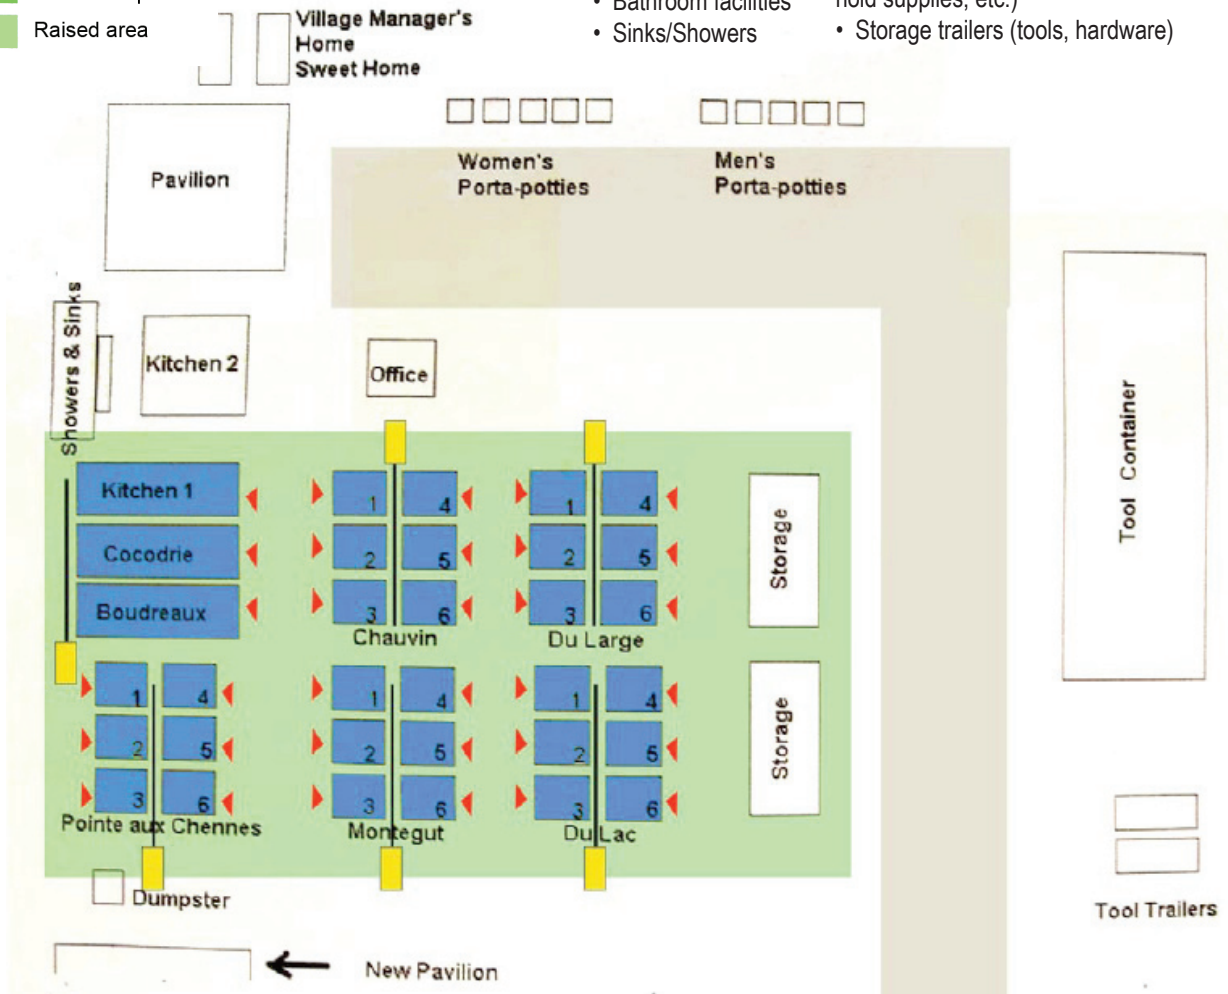 Raised area
Village Manager's
Home
Sweet Home
• Bathroom facilities
• Sinks/Showers
hold supplies, etc.)
• Storage trailers (tools, hardware)
Women's
Porta-potties
Men's
Porta-potties
Pavilion
Showers & Sinks
Kitchen 2
Office
Tool Container
Kitchen 1
Cocodrie
Boudreaux
1 4
2 5
3 6
Chauvin
1 4
2 5
3 6
Du Large
Storage
1 4
2 5
3 6
Pointe aux Chennes
1 4
2 5
3 6
Montegut
1 4
2 5
3 6
Du Lac
Storage
Dumpster
Tool Trailers
New Pavilion